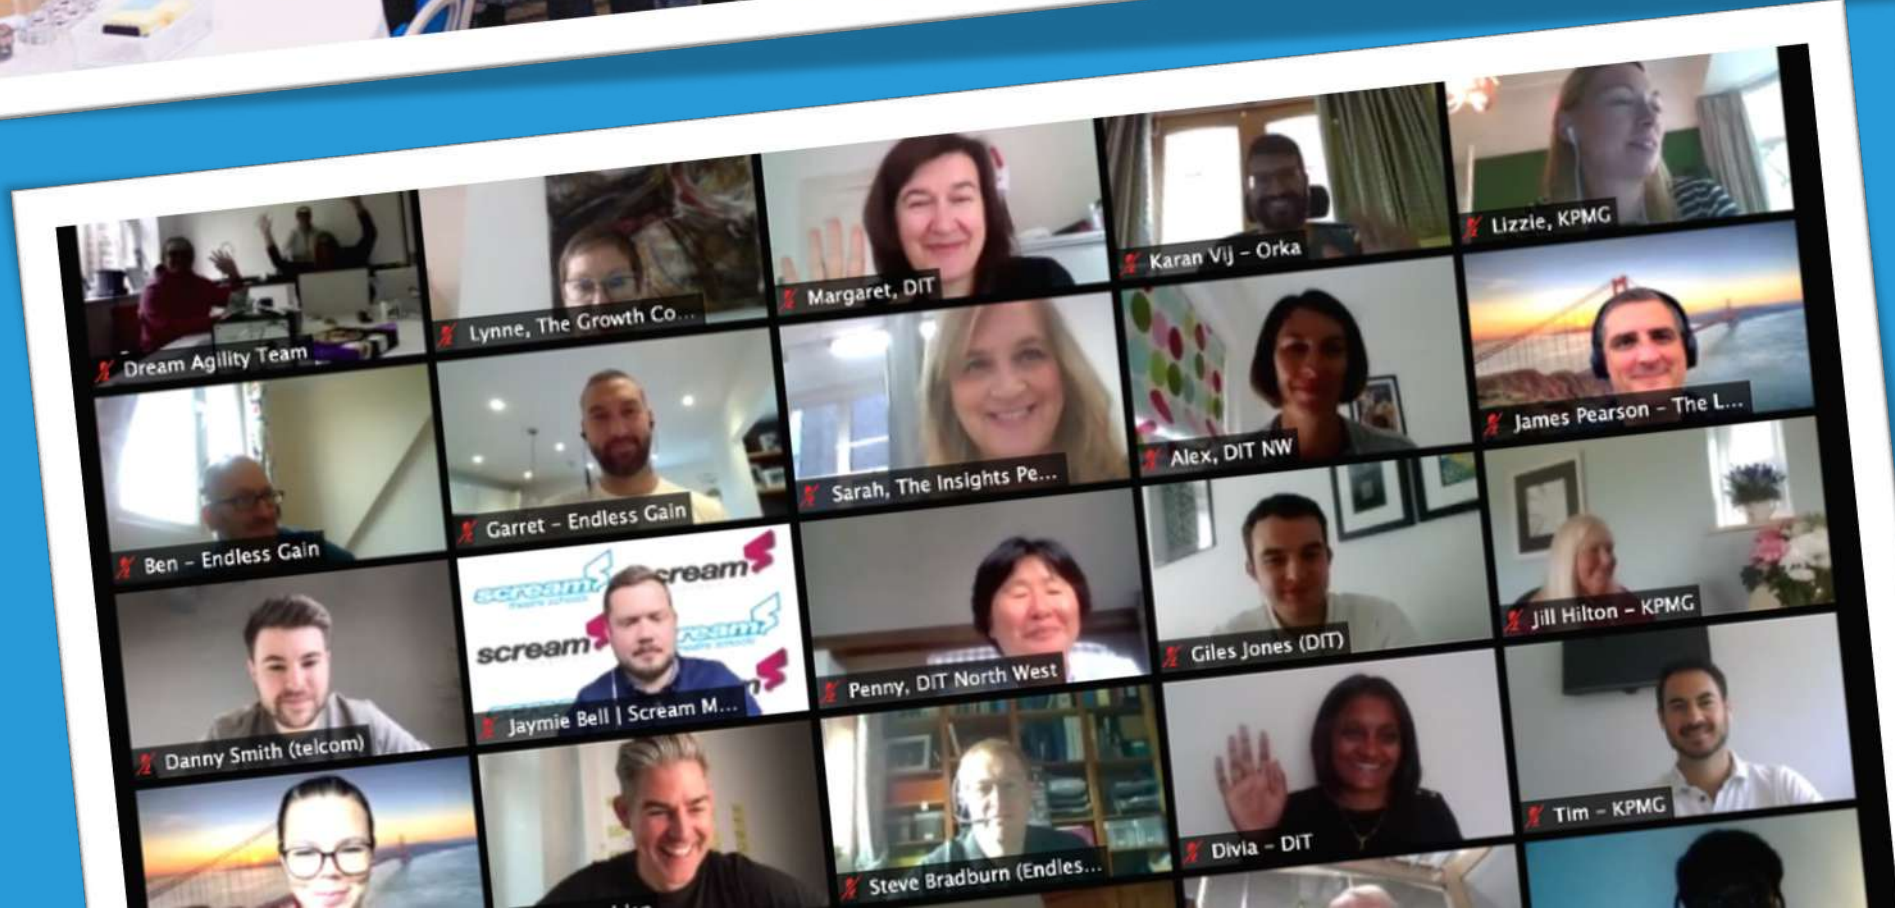 Dream Agility Team
Lynne, The Growth Co...
Margaret, DIT
Karan Vij – Orka
Lizzie, KPMG
Ben – Endless Gain
Garret – Endless Gain
Sarah, The Insights Pe...
Alex, DIT NW
James Pearson – The L...
Danny Smith (telcom)
scream
theatre schools
scream
Jaymie Bell | Scream M...
Penny, DIT North West
Giles Jones (DIT)
Jill Hilton – KPMG
Steve Bradburn (Endles...
Divia – DIT
Tim – KPMG